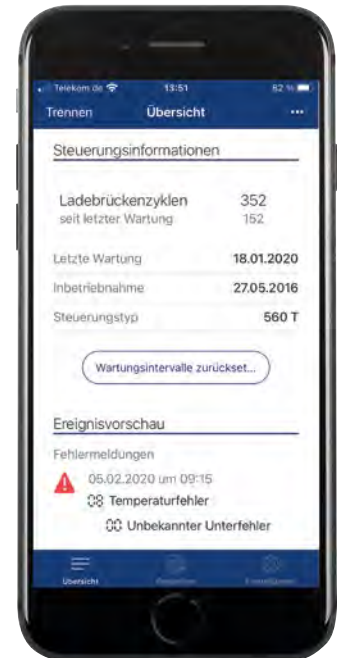 Telekom.de 13:51 82 %
Trennen Übersicht ···
Steuerungsinformationen
Ladebrückenzyklen 352
seit letzter Wartung 152
Letzte Wartung 18.01.2020
Inbetriebnahme 27.05.2016
Steuerungstyp 560 T
Wartungsintervalle zurückset...
Ereignisvorschau
Fehlermeldungen
05.02.2020 um 09:15
08 Temperaturfehler
00 Unbekannter Unterfehler
Übersicht